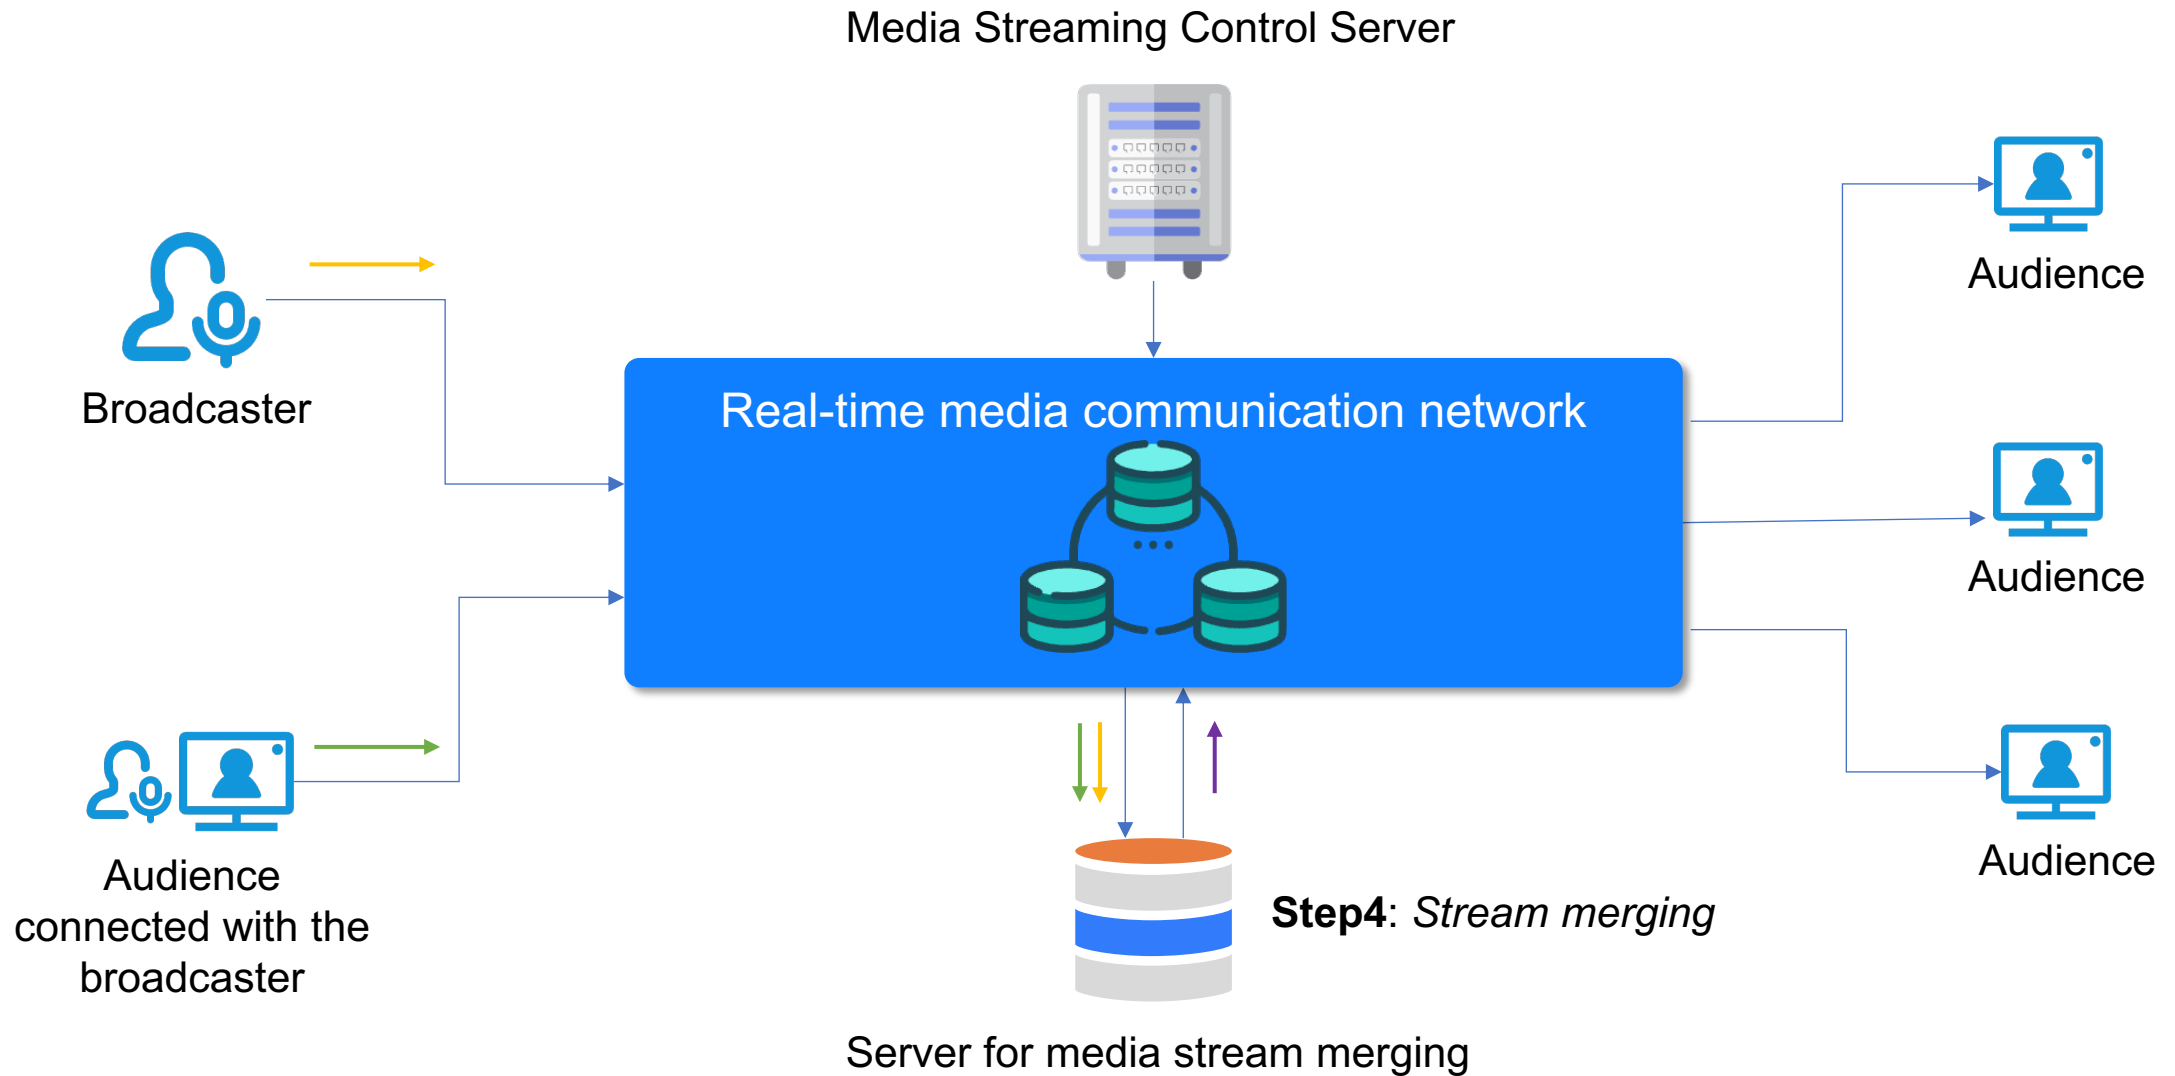 Media Streaming Control Server
Broadcaster
Real-time media communication network
Audience
Audience
Audience
connected with the
broadcaster
Audience
Step4: Stream merging
Server for media stream merging